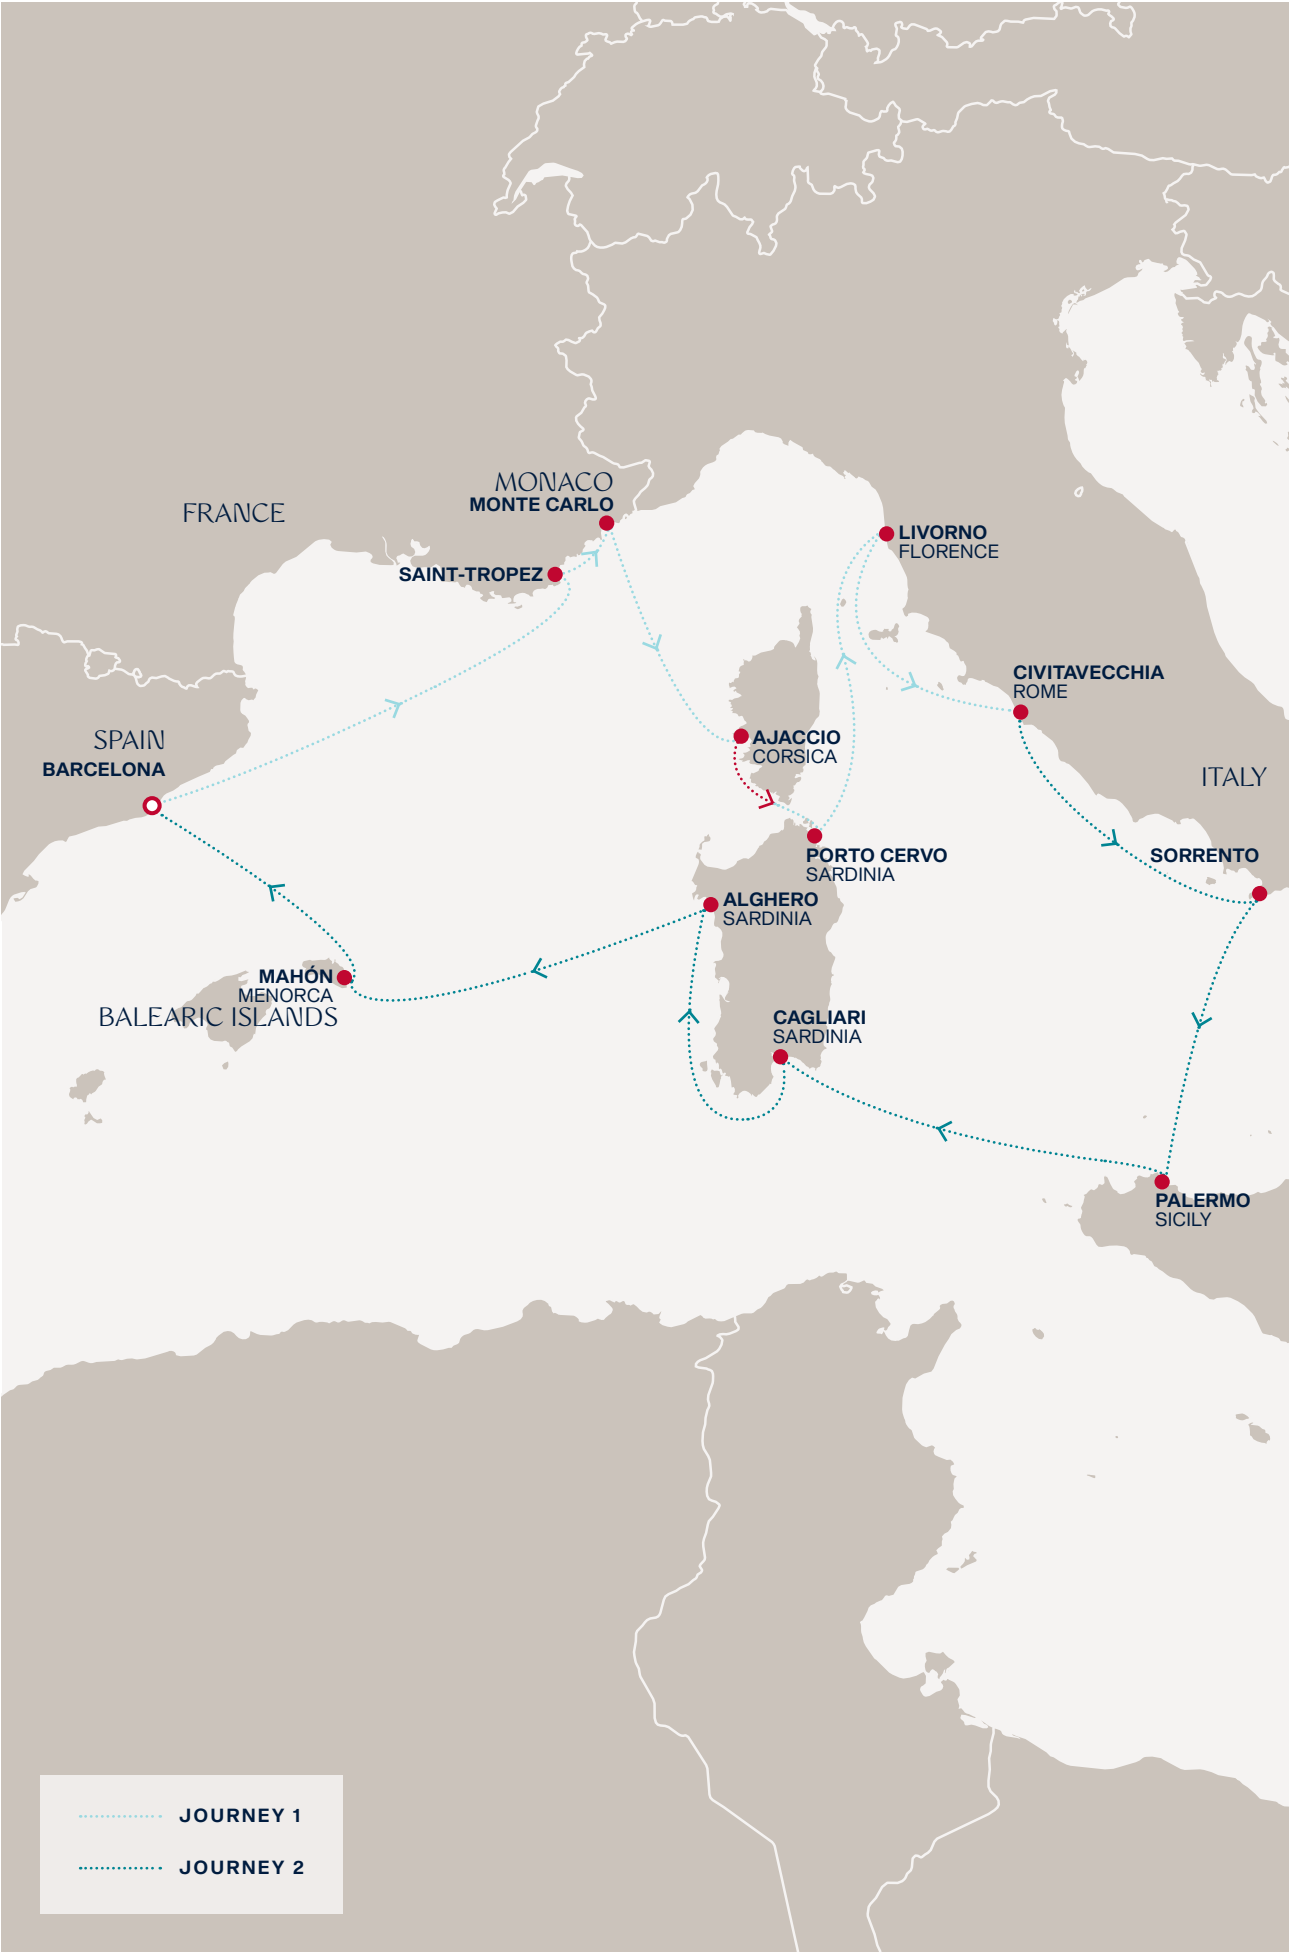 MONACO
MONTE CARLO
FRANCE
LIVORNO
FLORENCE
SAINT-TROPEZ
CIVITAVECCHIA
ROME
SPAIN
BARCELONA
AJACCIO
CORSICA
ITALY
PORTO CERVO
SARDINIA
SORRENTO
ALGHERO
SARDINIA
MAHÓN
MENORCA
BALEARIC ISLANDS
CAGLIARI
SARDINIA
PALERMO
SICILY
JOURNEY 1
JOURNEY 2